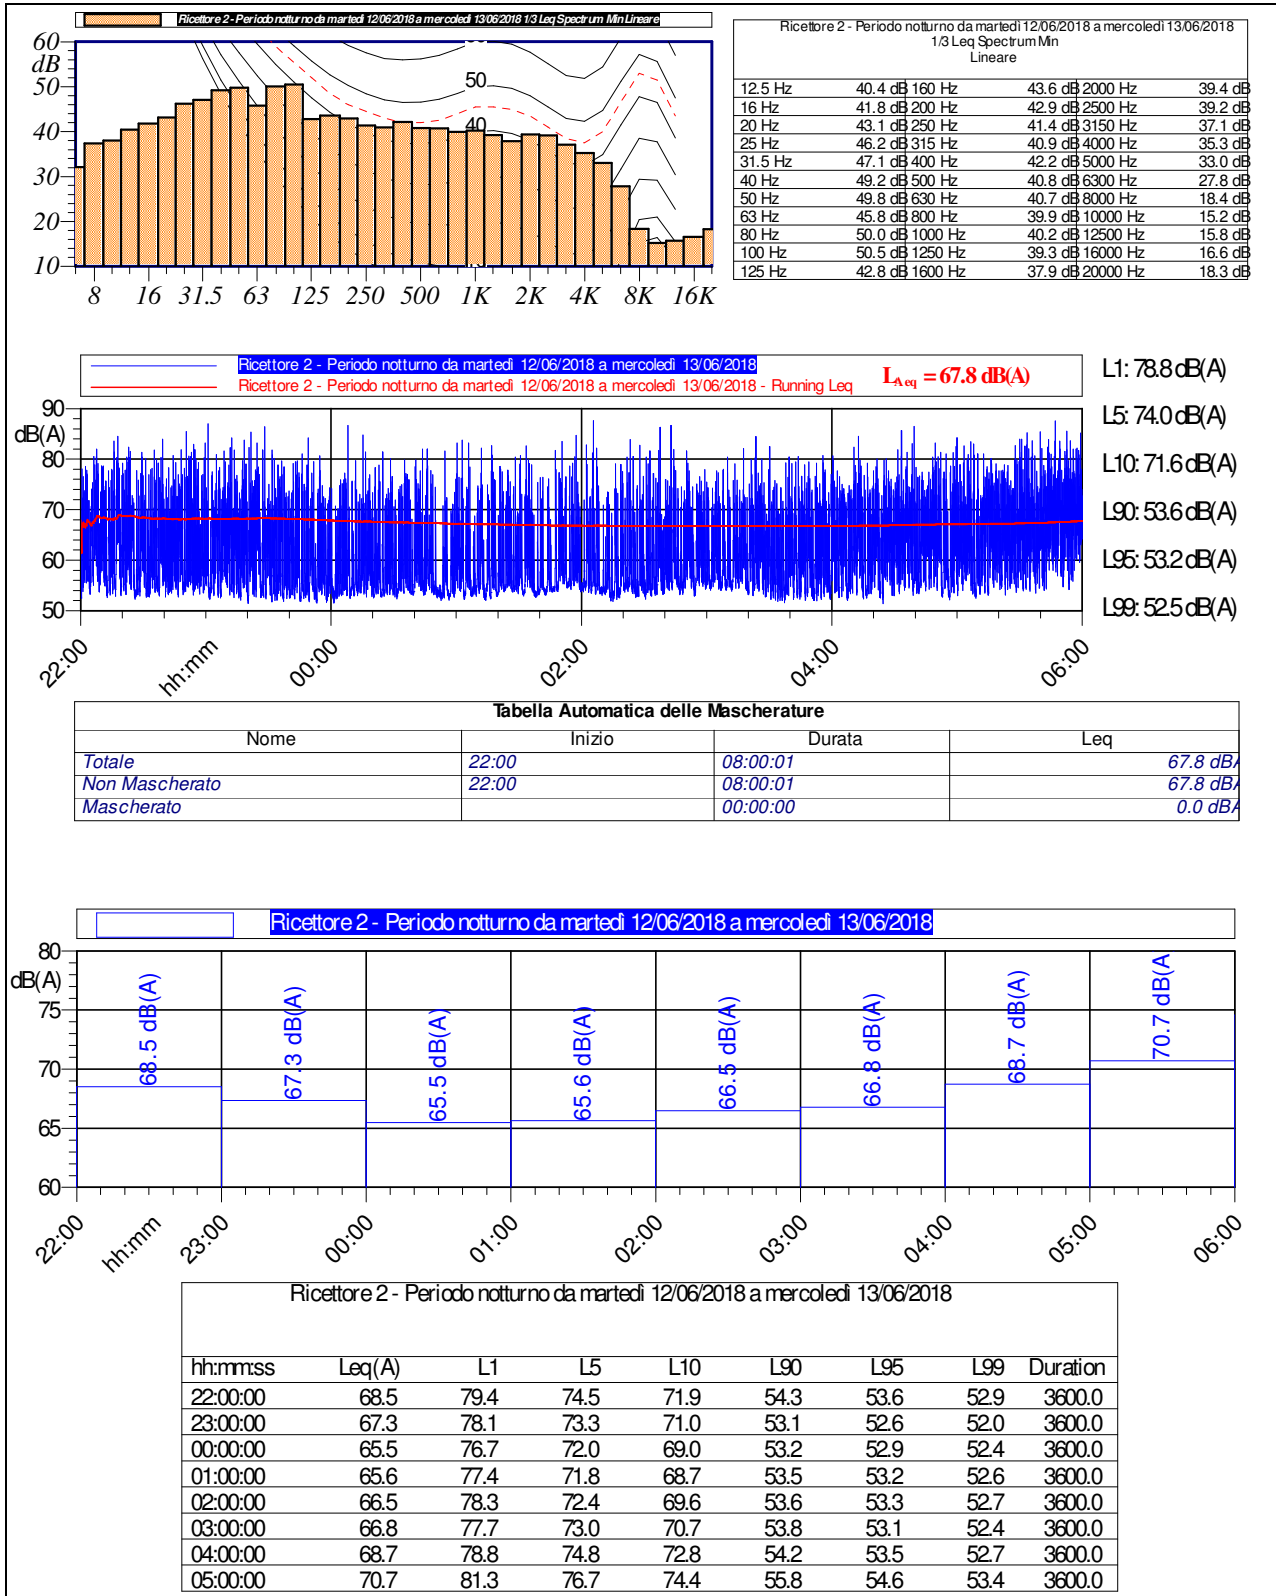 Ricettore 2 - Periodo notturno da martedì 12/06/2018 a mercoledì 13/06/2018 1/3 Leq Spectrum Min Lineare
60
dB
50
40
30
20
10
50
40
8 16 31.5 63 125 250 500 1K 2K 4K 8K 16K
Ricettore 2 - Periodo notturno da martedì 12/06/2018 a mercoledì 13/06/2018
1/3 Leq Spectrum Min
Lineare
12.5 Hz 40.4 dB 160 Hz 43.6 dB 2000 Hz 39.4 dB
16 Hz 41.8 dB 200 Hz 42.9 dB 2500 Hz 39.2 dB
20 Hz 43.1 dB 250 Hz 41.4 dB 3150 Hz 37.1 dB
25 Hz 46.2 dB 315 Hz 40.9 dB 4000 Hz 35.3 dB
31.5 Hz 47.1 dB 400 Hz 42.2 dB 5000 Hz 33.0 dB
40 Hz 49.2 dB 500 Hz 40.8 dB 6300 Hz 27.8 dB
50 Hz 49.8 dB 630 Hz 40.7 dB 8000 Hz 18.4 dB
63 Hz 45.8 dB 800 Hz 39.9 dB 10000 Hz 15.2 dB
80 Hz 50.0 dB 1000 Hz 40.2 dB 12500 Hz 15.8 dB
100 Hz 50.5 dB 1250 Hz 39.3 dB 16000 Hz 16.6 dB
125 Hz 42.8 dB 1600 Hz 37.9 dB 20000 Hz 18.3 dB
Ricettore 2 - Periodo notturno da martedì 12/06/2018 a mercoledì 13/06/2018
Ricettore 2 - Periodo notturno da martedì 12/06/2018 a mercoledì 13/06/2018 - Running Leq
LAeq = 67.8 dB(A)
90
dB(A)
80
70
60
50
22:00 hh:mm 00:00 02:00 04:00 06:00
L1: 78.8 dB(A)
L5: 74.0 dB(A)
L10: 71.6 dB(A)
L90: 53.6 dB(A)
L95: 53.2 dB(A)
L99: 52.5 dB(A)
Tabella Automatica delle Mascherature
Nome Inizio Durata Leq
Totale 22:00 08:00:01 67.8 dBA
Non Mascherato 22:00 08:00:01 67.8 dBA
Mascherato 00:00:00 0.0 dBA
Ricettore 2 - Periodo notturno da martedì 12/06/2018 a mercoledì 13/06/2018
80
dB(A)
75
70
65
60
68.5 dB(A)
67.3 dB(A)
65.5 dB(A)
65.6 dB(A)
66.5 dB(A)
66.8 dB(A)
68.7 dB(A)
70.7 dB(A
22:00 hh:mm 23:00 00:00 01:00 02:00 03:00 04:00 05:00 06:00
Ricettore 2 - Periodo notturno da martedì 12/06/2018 a mercoledì 13/06/2018
hh:mm:ss Leq(A) L1 L5 L10 L90 L95 L99 Duration
22:00:00 68.5 79.4 74.5 71.9 54.3 53.6 52.9 3600.0
23:00:00 67.3 78.1 73.3 71.0 53.1 52.6 52.0 3600.0
00:00:00 65.5 76.7 72.0 69.0 53.2 52.9 52.4 3600.0
01:00:00 65.6 77.4 71.8 68.7 53.5 53.2 52.6 3600.0
02:00:00 66.5 78.3 72.4 69.6 53.6 53.3 52.7 3600.0
03:00:00 66.8 77.7 73.0 70.7 53.8 53.1 52.4 3600.0
04:00:00 68.7 78.8 74.8 72.8 54.2 53.5 52.7 3600.0
05:00:00 70.7 81.3 76.7 74.4 55.8 54.6 53.4 3600.0